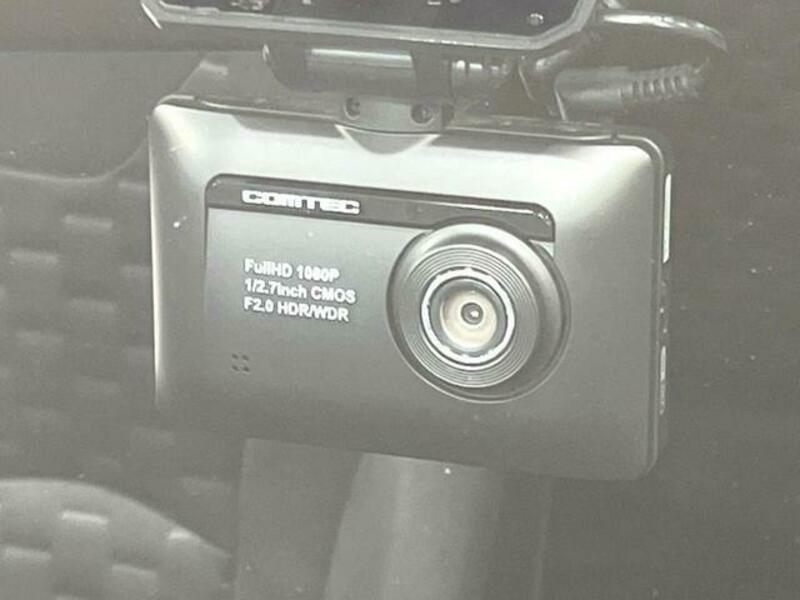 COMTEC
FullHD 1080P
1/2.7inch CMOS
F2.0 HDR/WDR